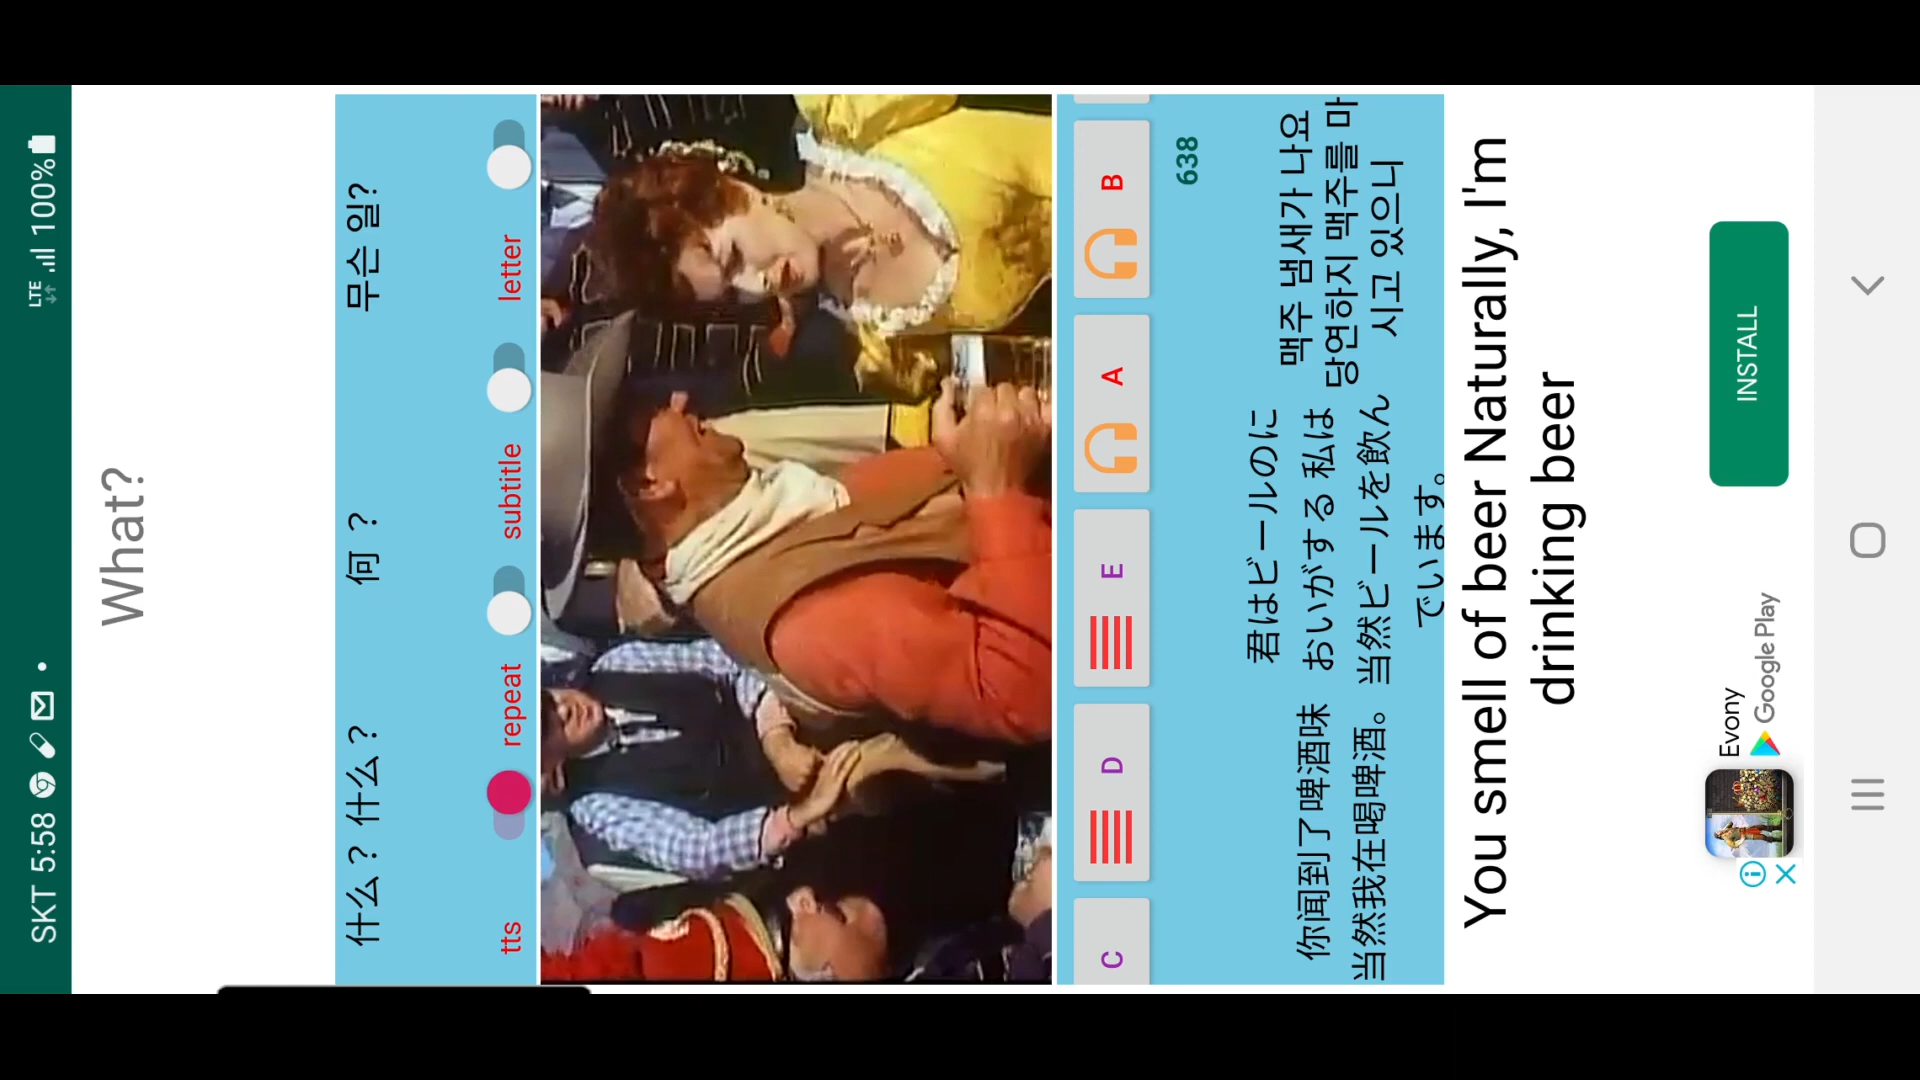 SKT 5:58
LTE
100%
What?
什么？什么？
何？
무슨 일?
tts
repeat
subtitle
letter
C
D
E
A
B
638
你闻到了啤酒味
当然我在喝啤酒。
君はビールのに
おいがする 私は
当然ビールを飲ん
でいます。
맥주 냄새가 나요
당연하지 맥주를 마
시고 있으니
You smell of beer Naturally, I'm
drinking beer
Evony
Google Play
INSTALL